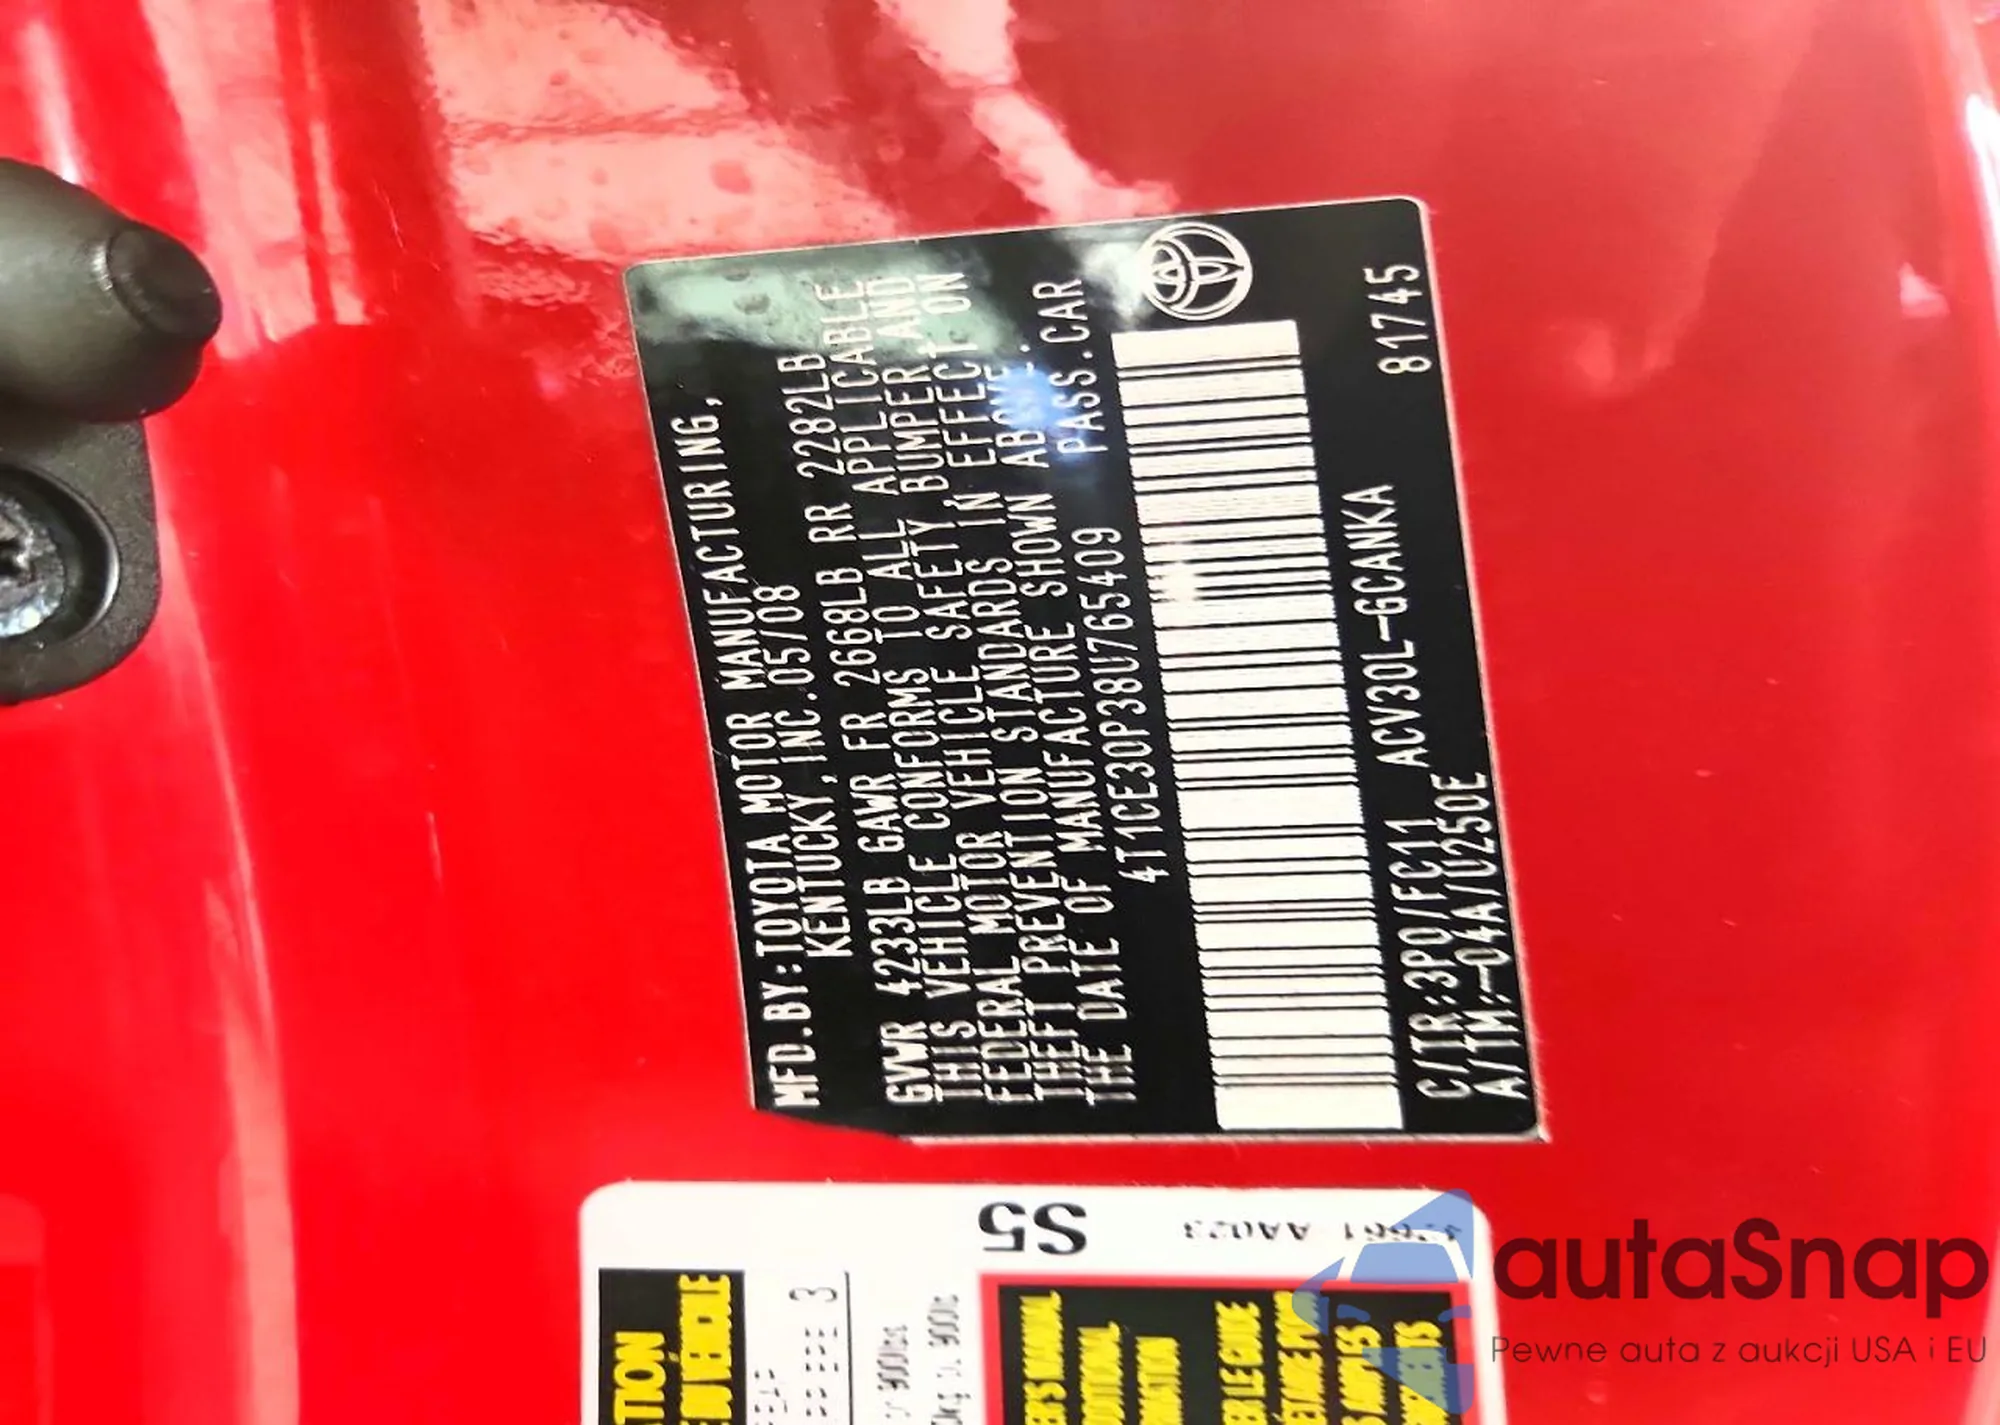 MFD.BY:TOYOTA MOTOR MANUFACTURING,
KENTUCKY,INC.05/08
GVWR 4233LB GAWR FR 2668LB RR 2282LB
THIS VEHICLE CONFORMS TO ALL APPLICABLE
FEDERAL MOTOR VEHICLE SAFETY,BUMPER AND
THEFT PREVENTION STANDARDS IN EFFECT ON
THE DATE OF MANUFACTURE SHOWN ABOVE.
4T1CE30P38U765409 PASS.CAR
C/TR:3P0/FC11 ACV30L-GCANKA 81745
A/TM:-04A/U250E
S5
3
autaSnap
Pewne auta z aukcji USA i EU